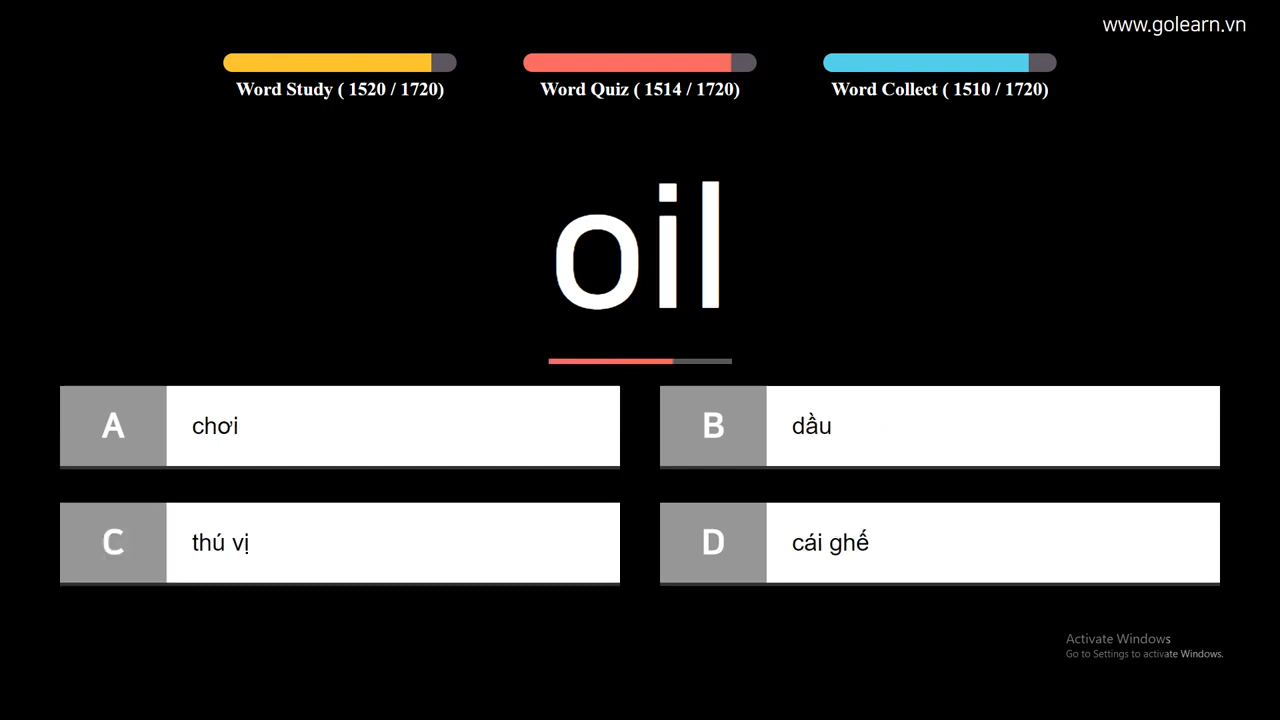 www.golearn.vn
Word Study ( 1520 / 1720)
Word Quiz ( 1514 / 1720)
Word Collect ( 1510 / 1720)
oil
A chơi
B dầu
C thú vị
D cái ghế
Activate Windows
Go to Settings to activate Windows.